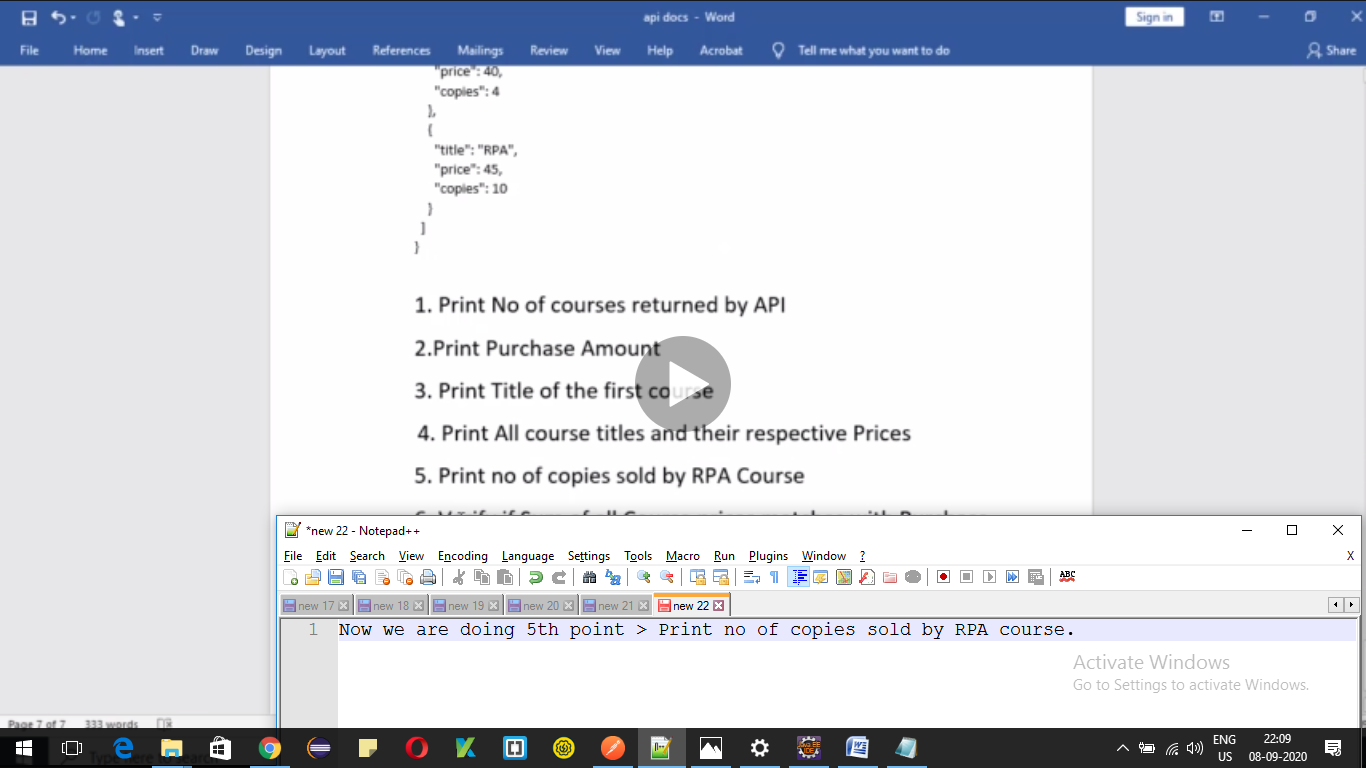 api docs - Word
Sign in
File Home Insert Draw Design Layout References Mailings Review View Help Acrobat Tell me what you want to do Share
"price": 40,
"copies": 4
},
{
"title": "RPA",
"price": 45,
"copies": 10
}
]
}
1. Print No of courses returned by API
2.Print Purchase Amount
3. Print Title of the first course
4. Print All course titles and their respective Prices
5. Print no of copies sold by RPA Course
*new 22 - Notepad++
File Edit Search View Encoding Language Settings Tools Macro Run Plugins Window ? X
ABC
new 17 new 18 new 19 new 20 new 21 new 22
1 Now we are doing 5th point > Print no of copies sold by RPA course.
Activate Windows
Go to Settings to activate Windows.
Page 7 of 7 333 words
ENG 22:09
US 08-09-2020